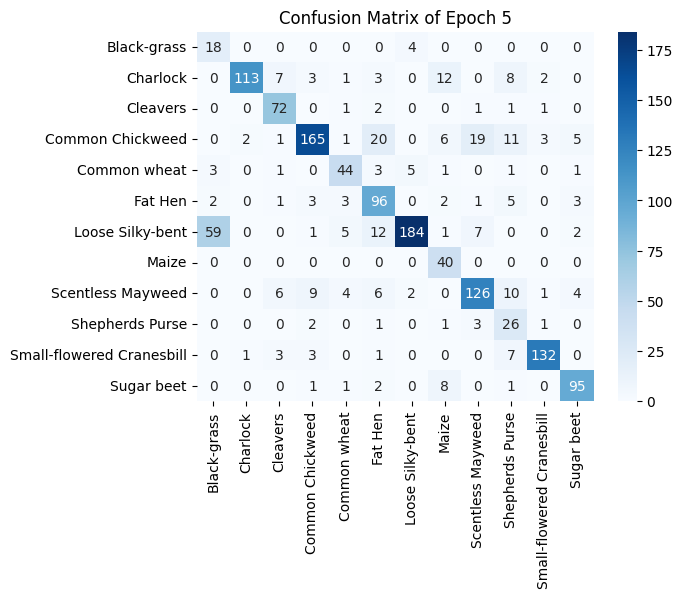 Confusion Matrix of Epoch 5
Black-grass 18 0 0 0 0 0 4 0 0 0 0 0
Charlock 0 113 7 3 1 3 0 12 0 8 2 0
Cleavers 0 0 72 0 1 2 0 0 1 1 1 0
Common Chickweed 0 2 1 165 1 20 0 6 19 11 3 5
Common wheat 3 0 1 0 44 3 5 1 0 1 0 1
Fat Hen 2 0 1 3 3 96 0 2 1 5 0 3
Loose Silky-bent 59 0 0 1 5 12 184 1 7 0 0 2
Maize 0 0 0 0 0 0 0 40 0 0 0 0
Scentless Mayweed 0 0 6 9 4 6 2 0 126 10 1 4
Shepherds Purse 0 0 0 2 0 1 0 1 3 26 1 0
Small-flowered Cranesbill 0 1 3 3 0 1 0 0 0 7 132 0
Sugar beet 0 0 0 1 1 2 0 8 0 1 0 95
Black-grass
Charlock
Cleavers
Common Chickweed
Common wheat
Fat Hen
Loose Silky-bent
Maize
Scentless Mayweed
Shepherds Purse
Small-flowered Cranesbill
Sugar beet
175
150
125
100
75
50
25
0